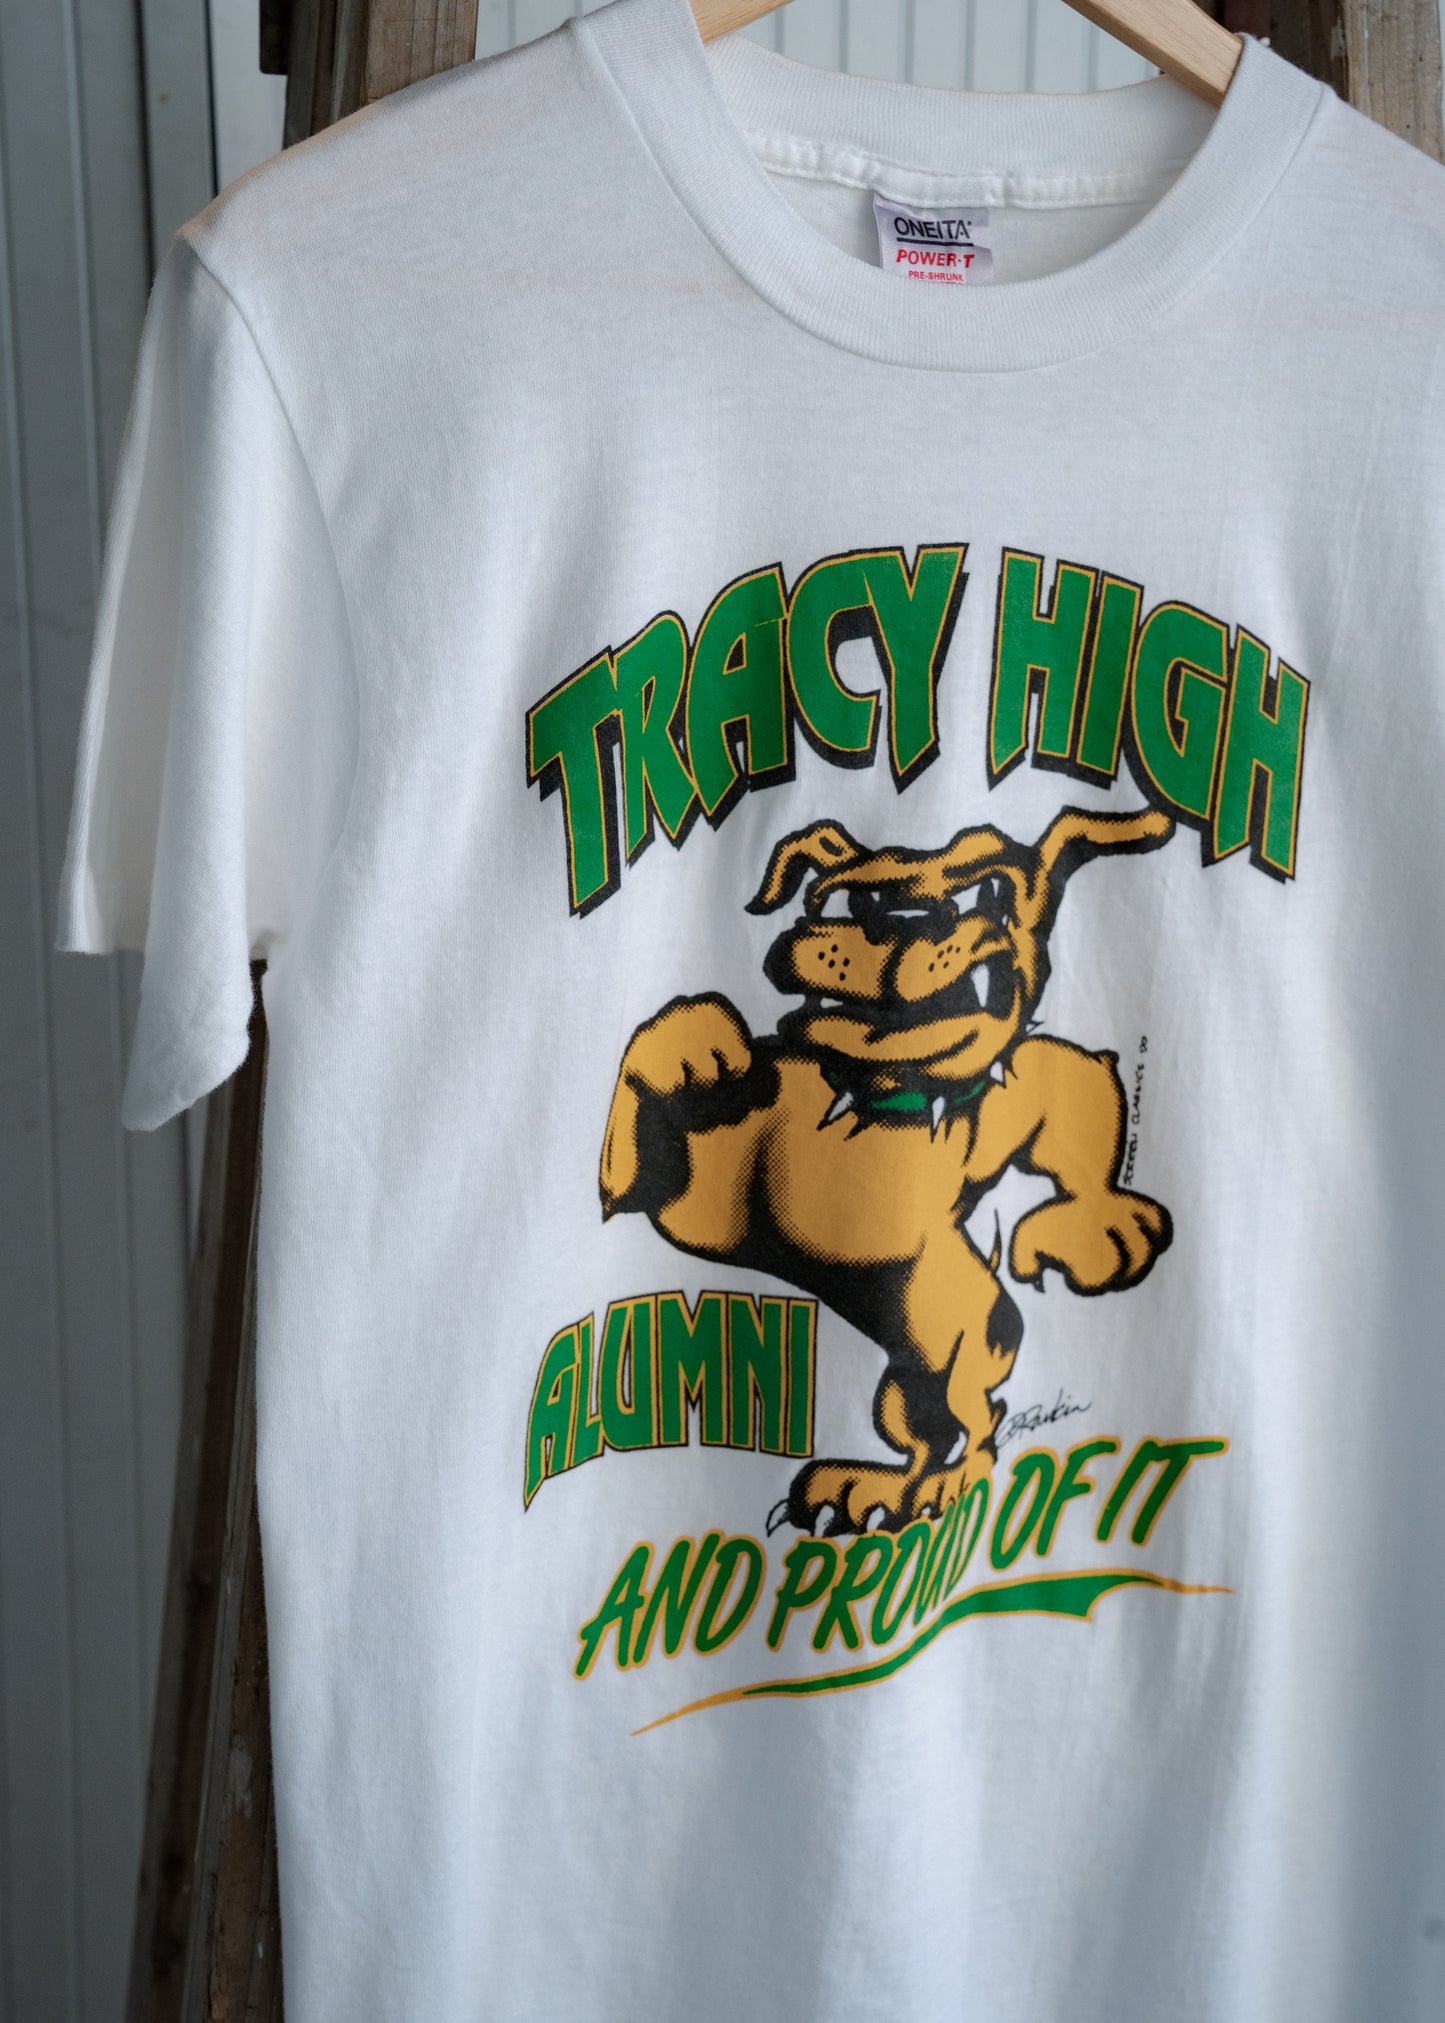 ONEITA®
POWER-T
PRE-SHRUNK
TRACY HIGH
ALUMNI
AND PROUD OF IT